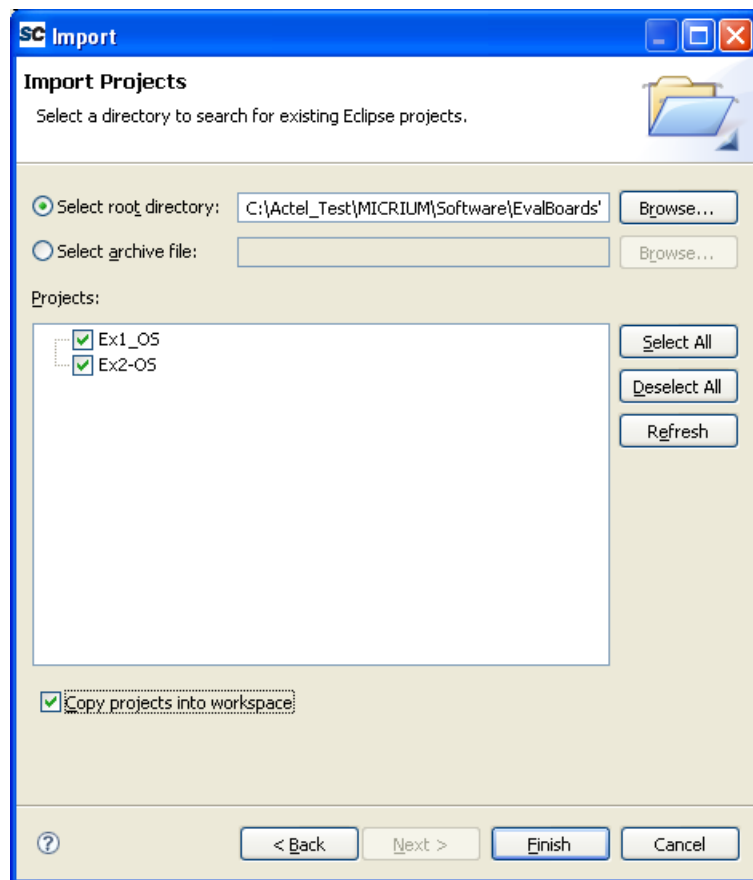 SC Import
Import Projects
Select a directory to search for existing Eclipse projects.
Select root directory: C:\Actel_Test\MICRIUM\Software\EvalBoards' Browse...
Select archive file: Browse...
Projects:
Ex1_OS
Ex2-OS
Select All
Deselect All
Refresh
Copy projects into workspace
? < Back Next > Finish Cancel